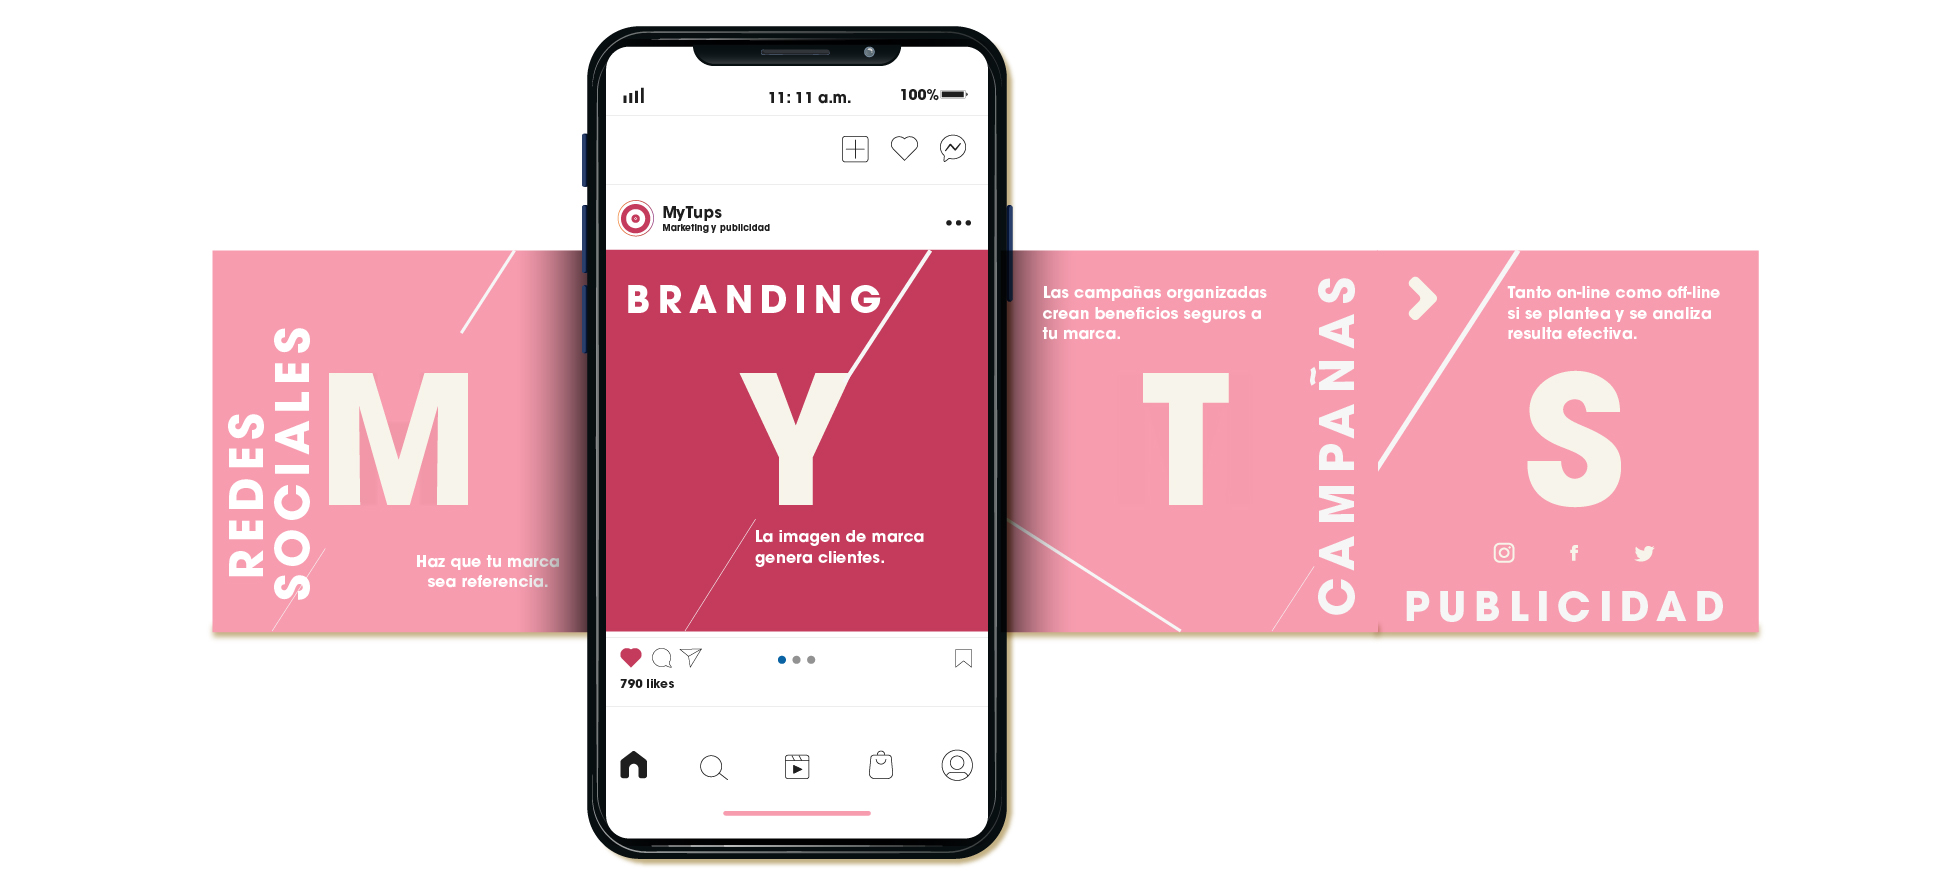 REDES
SOCIALES
M
Haz que tu marca
sea referencia.
11: 11 a.m.
100%
MyTups
Marketing y publicidad
BRANDING
Y
La imagen de marca
genera clientes.
790 likes
Las campañas organizadas
crean beneficios seguros a
tu marca.
T
CAMPAÑAS
Tanto on-line como off-line
si se plantea y se analiza
resulta efectiva.
S
PUBLICIDAD